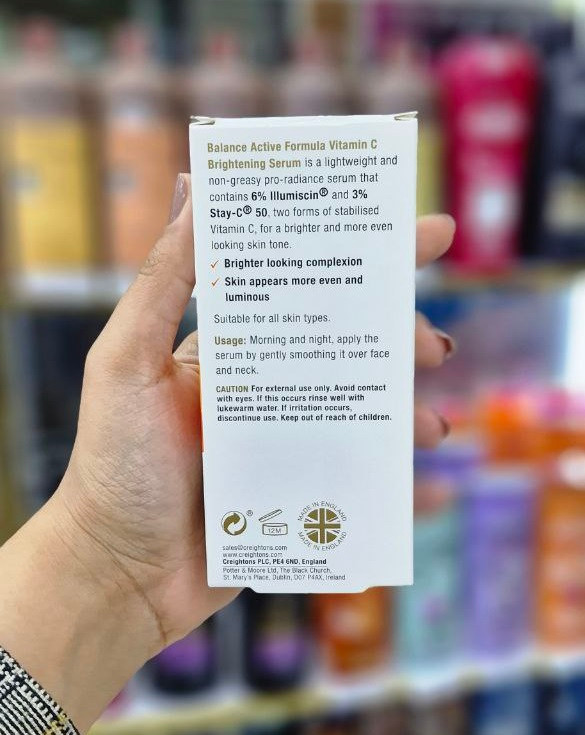 Balance Active Formula Vitamin C
Brightening Serum is a lightweight and
non-greasy pro-radiance serum that
contains 6% Illumiscin® and 3%
Stay-C® 50, two forms of stabilised
Vitamin C, for a brighter and more even
looking skin tone.
✓ Brighter looking complexion
✓ Skin appears more even and
luminous
Suitable for all skin types.
Usage: Morning and night, apply the
serum by gently smoothing it over face
and neck.
CAUTION For external use only. Avoid contact
with eyes. If this occurs rinse well with
lukewarm water. If irritation occurs,
discontinue use. Keep out of reach of children.
®
12M
MADE IN ENGLAND
MADE IN ENGLAND
sales@creightons.com
www.creightons.com
Creightons PLC, PE4 6ND, England
Potter & Moore Ltd, The Black Church,
St. Mary's Place, Dublin, D07 P4AX, Ireland